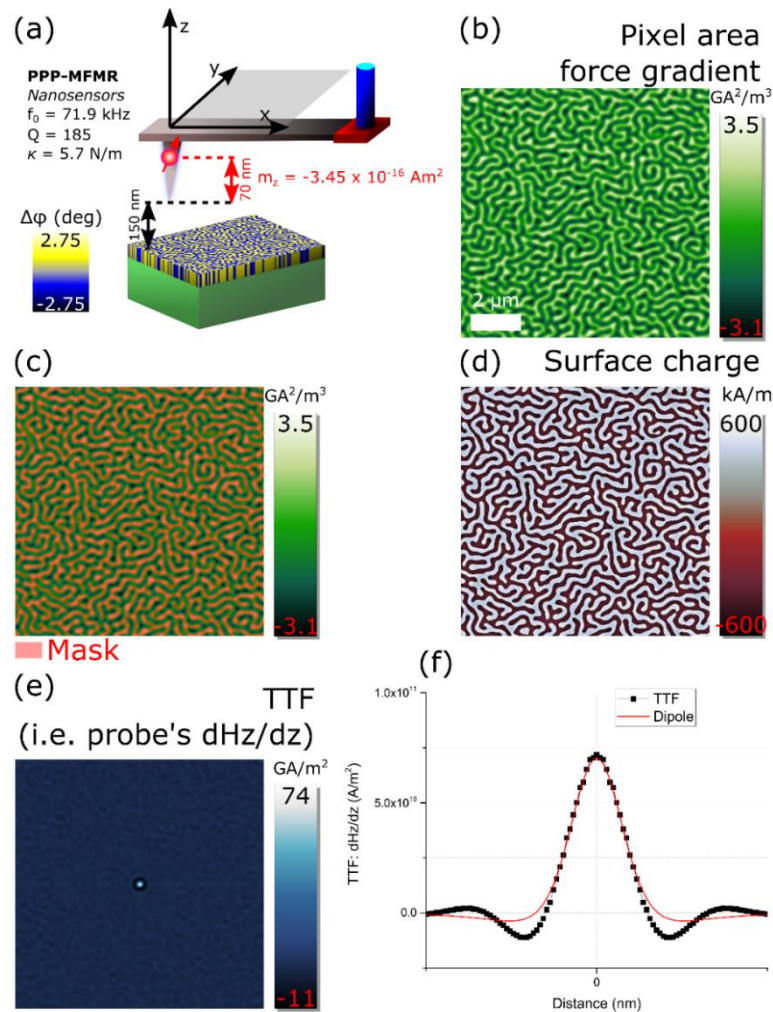 (a)
z
y
x
PPP-MFMR
Nanosensors
f₀ = 71.9 kHz
Q = 185
κ = 5.7 N/m
70 nm
m_z = -3.45 x 10⁻¹⁶ Am²
150 nm
Δφ (deg)
2.75
-2.75
(b)
Pixel area
force gradient
GA²/m³
3.5
-3.1
2 μm
(c)
GA²/m³
3.5
-3.1
Mask
(d)
Surface charge
kA/m
600
-600
(e)
TTF
(i.e. probe's dHz/dz)
GA/m²
74
-11
(f)
1.0x10¹¹
5.0x10¹⁰
0.0
TTF: dHz/dz (A/m²)
TTF
Dipole
0
Distance (nm)